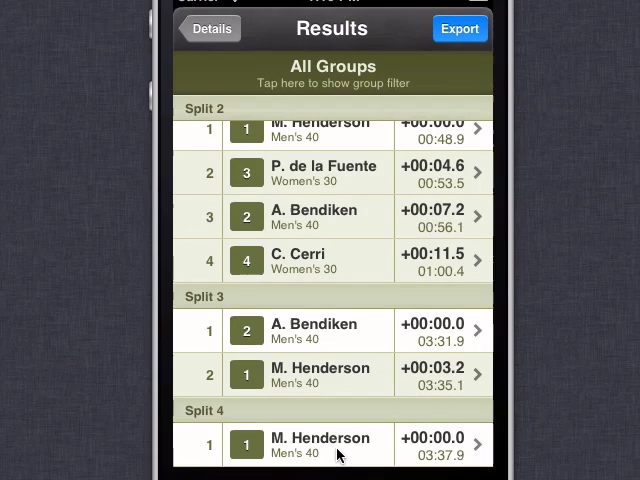 Details
Results
Export
All Groups
Tap here to show group filter
Split 2
1 1 M. Henderson +00:00.0
Men's 40 00:48.9
2 3 P. de la Fuente +00:04.6
Women's 30 00:53.5
3 2 A. Bendiken +00:07.2
Men's 40 00:56.1
4 4 C. Cerri +00:11.5
Women's 30 01:00.4
Split 3
1 2 A. Bendiken +00:00.0
Men's 40 03:31.9
2 1 M. Henderson +00:03.2
Men's 40 03:35.1
Split 4
1 1 M. Henderson +00:00.0
Men's 40 03:37.9